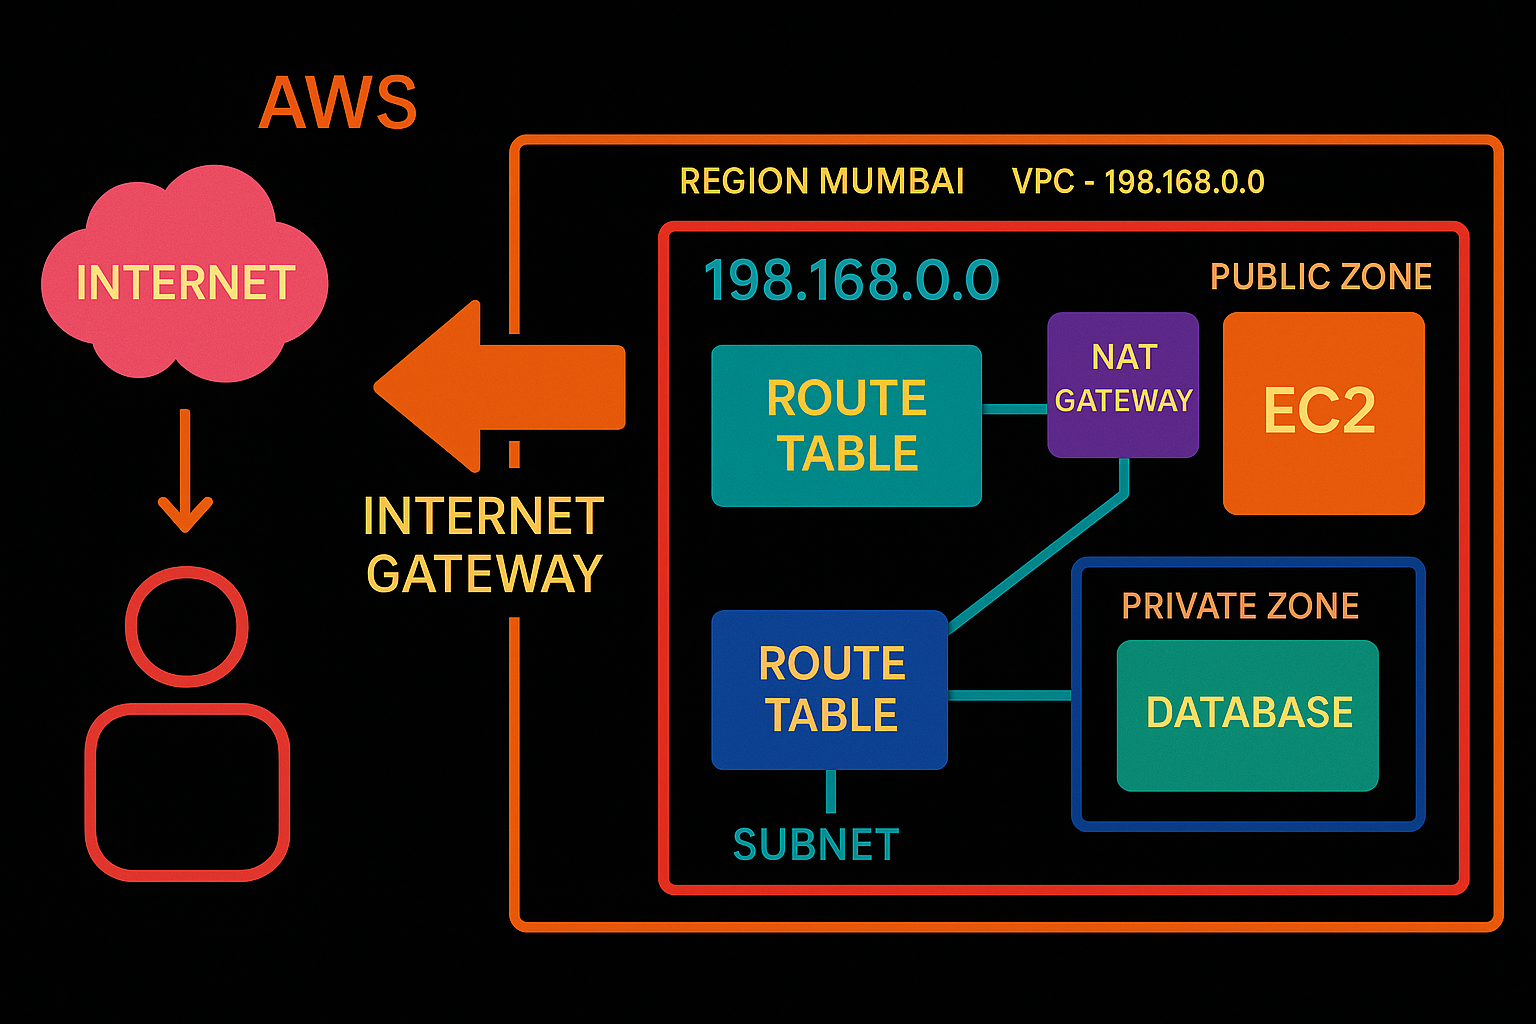 AWS
REGION MUMBAI VPC - 198.168.0.0
INTERNET
198.168.0.0
PUBLIC ZONE
ROUTE
TABLE
NAT
GATEWAY
EC2
INTERNET
GATEWAY
ROUTE
TABLE
PRIVATE ZONE
DATABASE
SUBNET